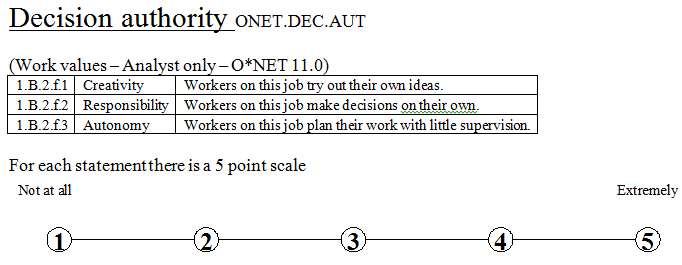 Decision authority ONET.DEC.AUT
(Work values – Analyst only – O*NET 11.0)
1.B.2.f.1 Creativity Workers on this job try out their own ideas.
1.B.2.f.2 Responsibility Workers on this job make decisions on their own.
1.B.2.f.3 Autonomy Workers on this job plan their work with little supervision.
For each statement there is a 5 point scale
Not at all Extremely
1 2 3 4 5